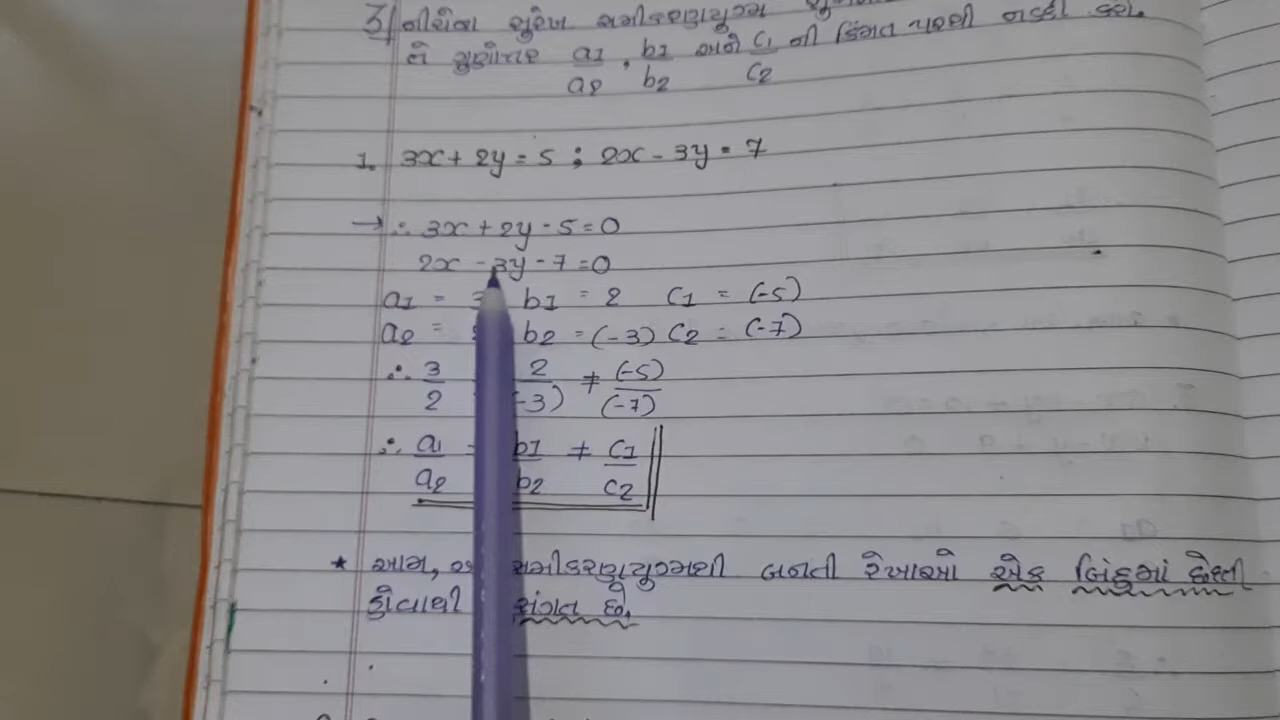 3| નીચેના સુરેખ સમીકરણયુગ્મ
તે ગુણોત્તર a1/a2, b1/b2 અને c1/c2 ની કિંમત પરથી નક્કી કરો.
1. 3x + 2y = 5 ; 2x - 3y = 7
→ ∴ 3x + 2y - 5 = 0
2x - 3y - 7 = 0
a1 = b1 = 2 c1 = (-5)
a2 = b2 = (-3) c2 = (-7)
∴ 3/2 2/(-3) ≠ (-5)/(-7)
∴ a1/a2 b1/b2 ≠ c1/c2
* આમ, સમીકરણયુગ્મથી બનતી રેખાઓ એક બિંદુમાં છેદતી
હોવાથી સંગત છે.